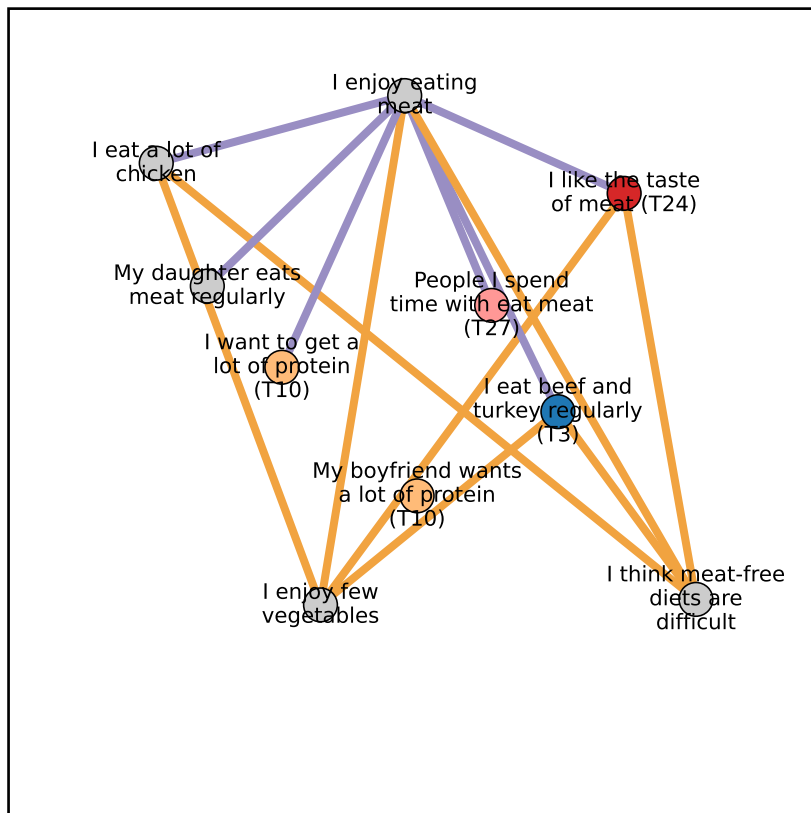 I enjoy eating
meat
I eat a lot of
chicken
I like the taste
of meat (T24)
My daughter eats
meat regularly
People I spend
time with eat meat
(T27)
I want to get a
lot of protein
(T10)
I eat beef and
turkey regularly
(T3)
My boyfriend wants
a lot of protein
(T10)
I enjoy few
vegetables
I think meat-free
diets are
difficult